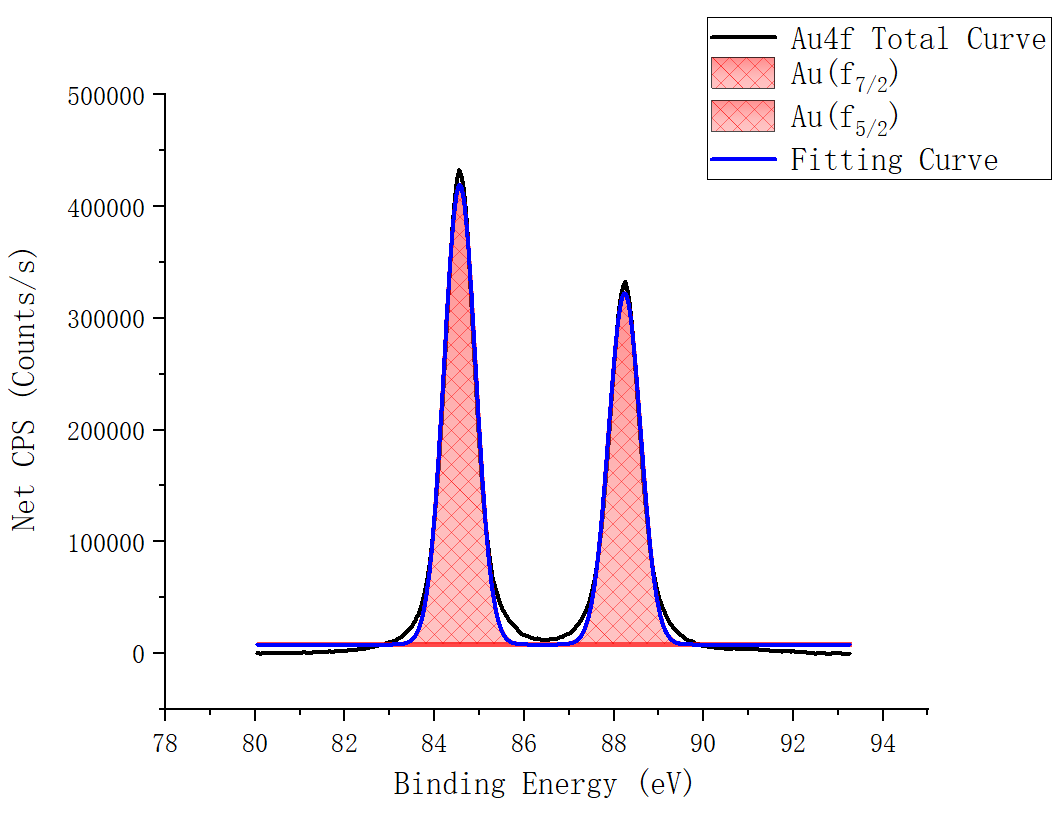 Au4f Total Curve
Au(f7/2)
Au(f5/2)
Fitting Curve
500000
400000
300000
200000
100000
0
Net CPS (Counts/s)
78 80 82 84 86 88 90 92 94
Binding Energy (eV)